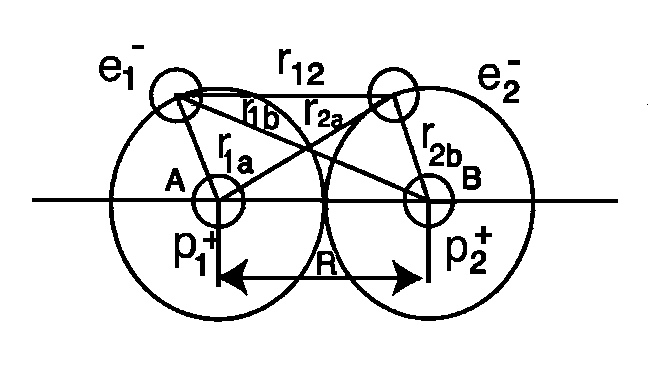 e₁⁻ r₁₂ e₂⁻
r₁b r₂a
r₁a r₂b
A B
p₁⁺ R p₂⁺